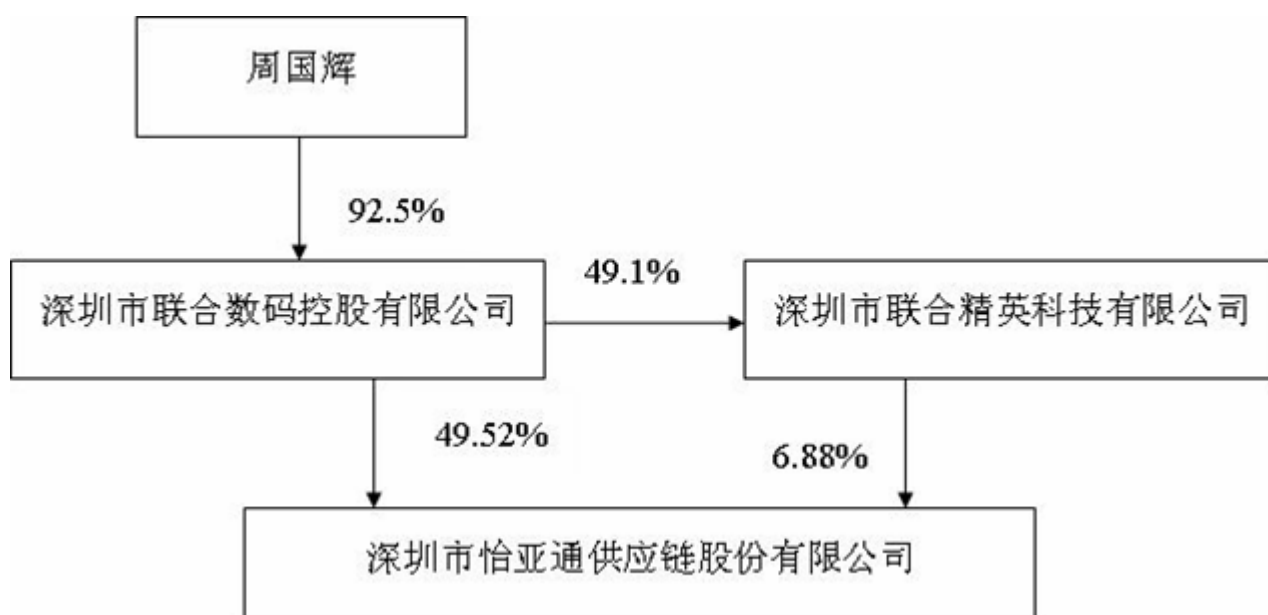 周国辉
92.5%
49.1%
深圳市联合数码控股有限公司
深圳市联合精英科技有限公司
49.52%
6.88%
深圳市怡亚通供应链股份有限公司